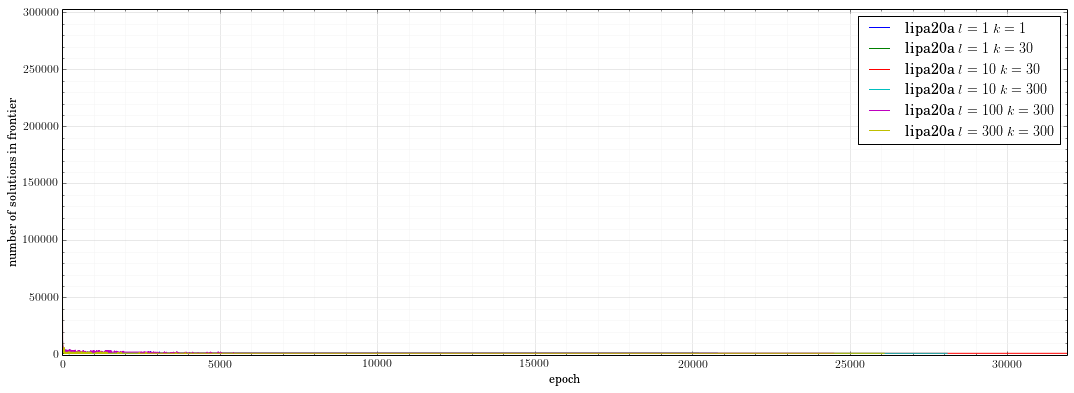 300000
250000
200000
150000
100000
50000
0
number of solutions in frontier
lipa20a l = 1 k = 1
lipa20a l = 1 k = 30
lipa20a l = 10 k = 30
lipa20a l = 10 k = 300
lipa20a l = 100 k = 300
lipa20a l = 300 k = 300
0 5000 10000 15000 20000 25000 30000
epoch